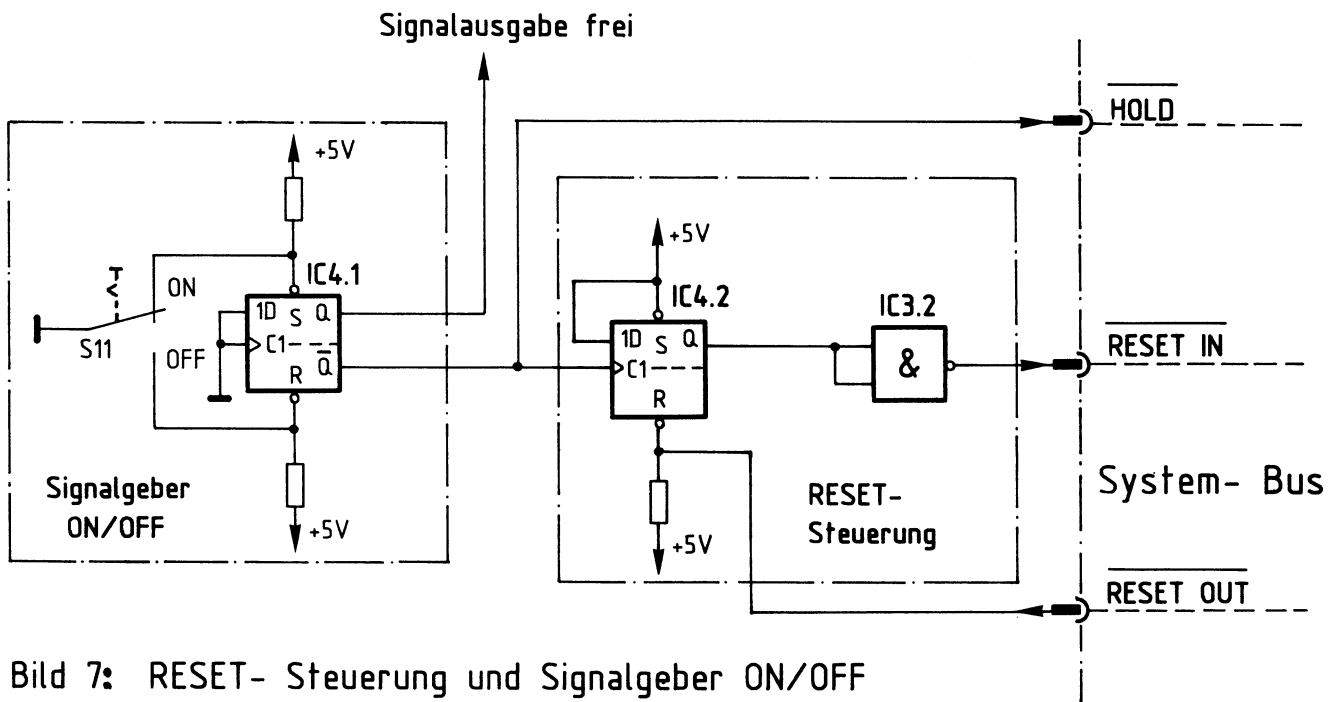 Signalausgabe frei
HOLD
+5V
IC4.1
ON
1D S Q
C1
S11
OFF
R Q̅
Signalgeber
ON/OFF
+5V
+5V
IC4.2
1D S Q
C1
R
IC3.2
&
RESET IN
RESET-
Steuerung
+5V
System- Bus
RESET OUT
Bild 7: RESET- Steuerung und Signalgeber ON/OFF